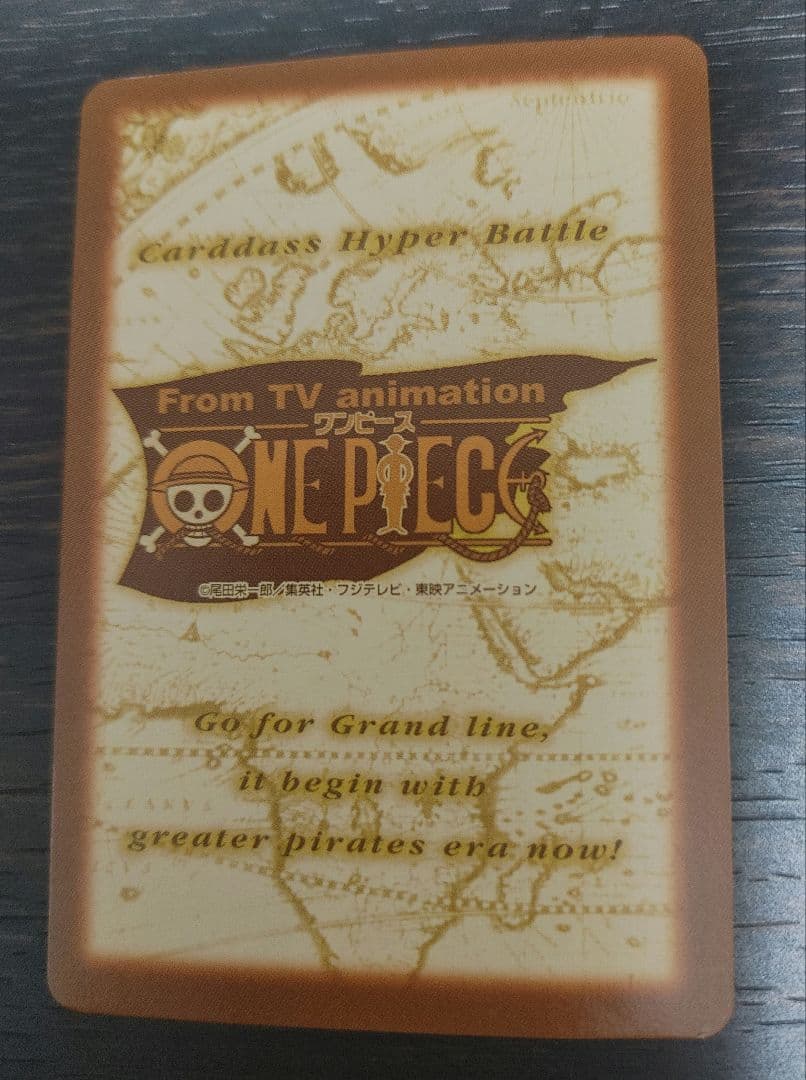 Septentrio
Carddass Hyper Battle
From TV animation
ワンピース
ONE PIECE
©尾田栄一郎/集英社・フジテレビ・東映アニメーション
Go for Grand line,
it begin with
greater pirates era now!